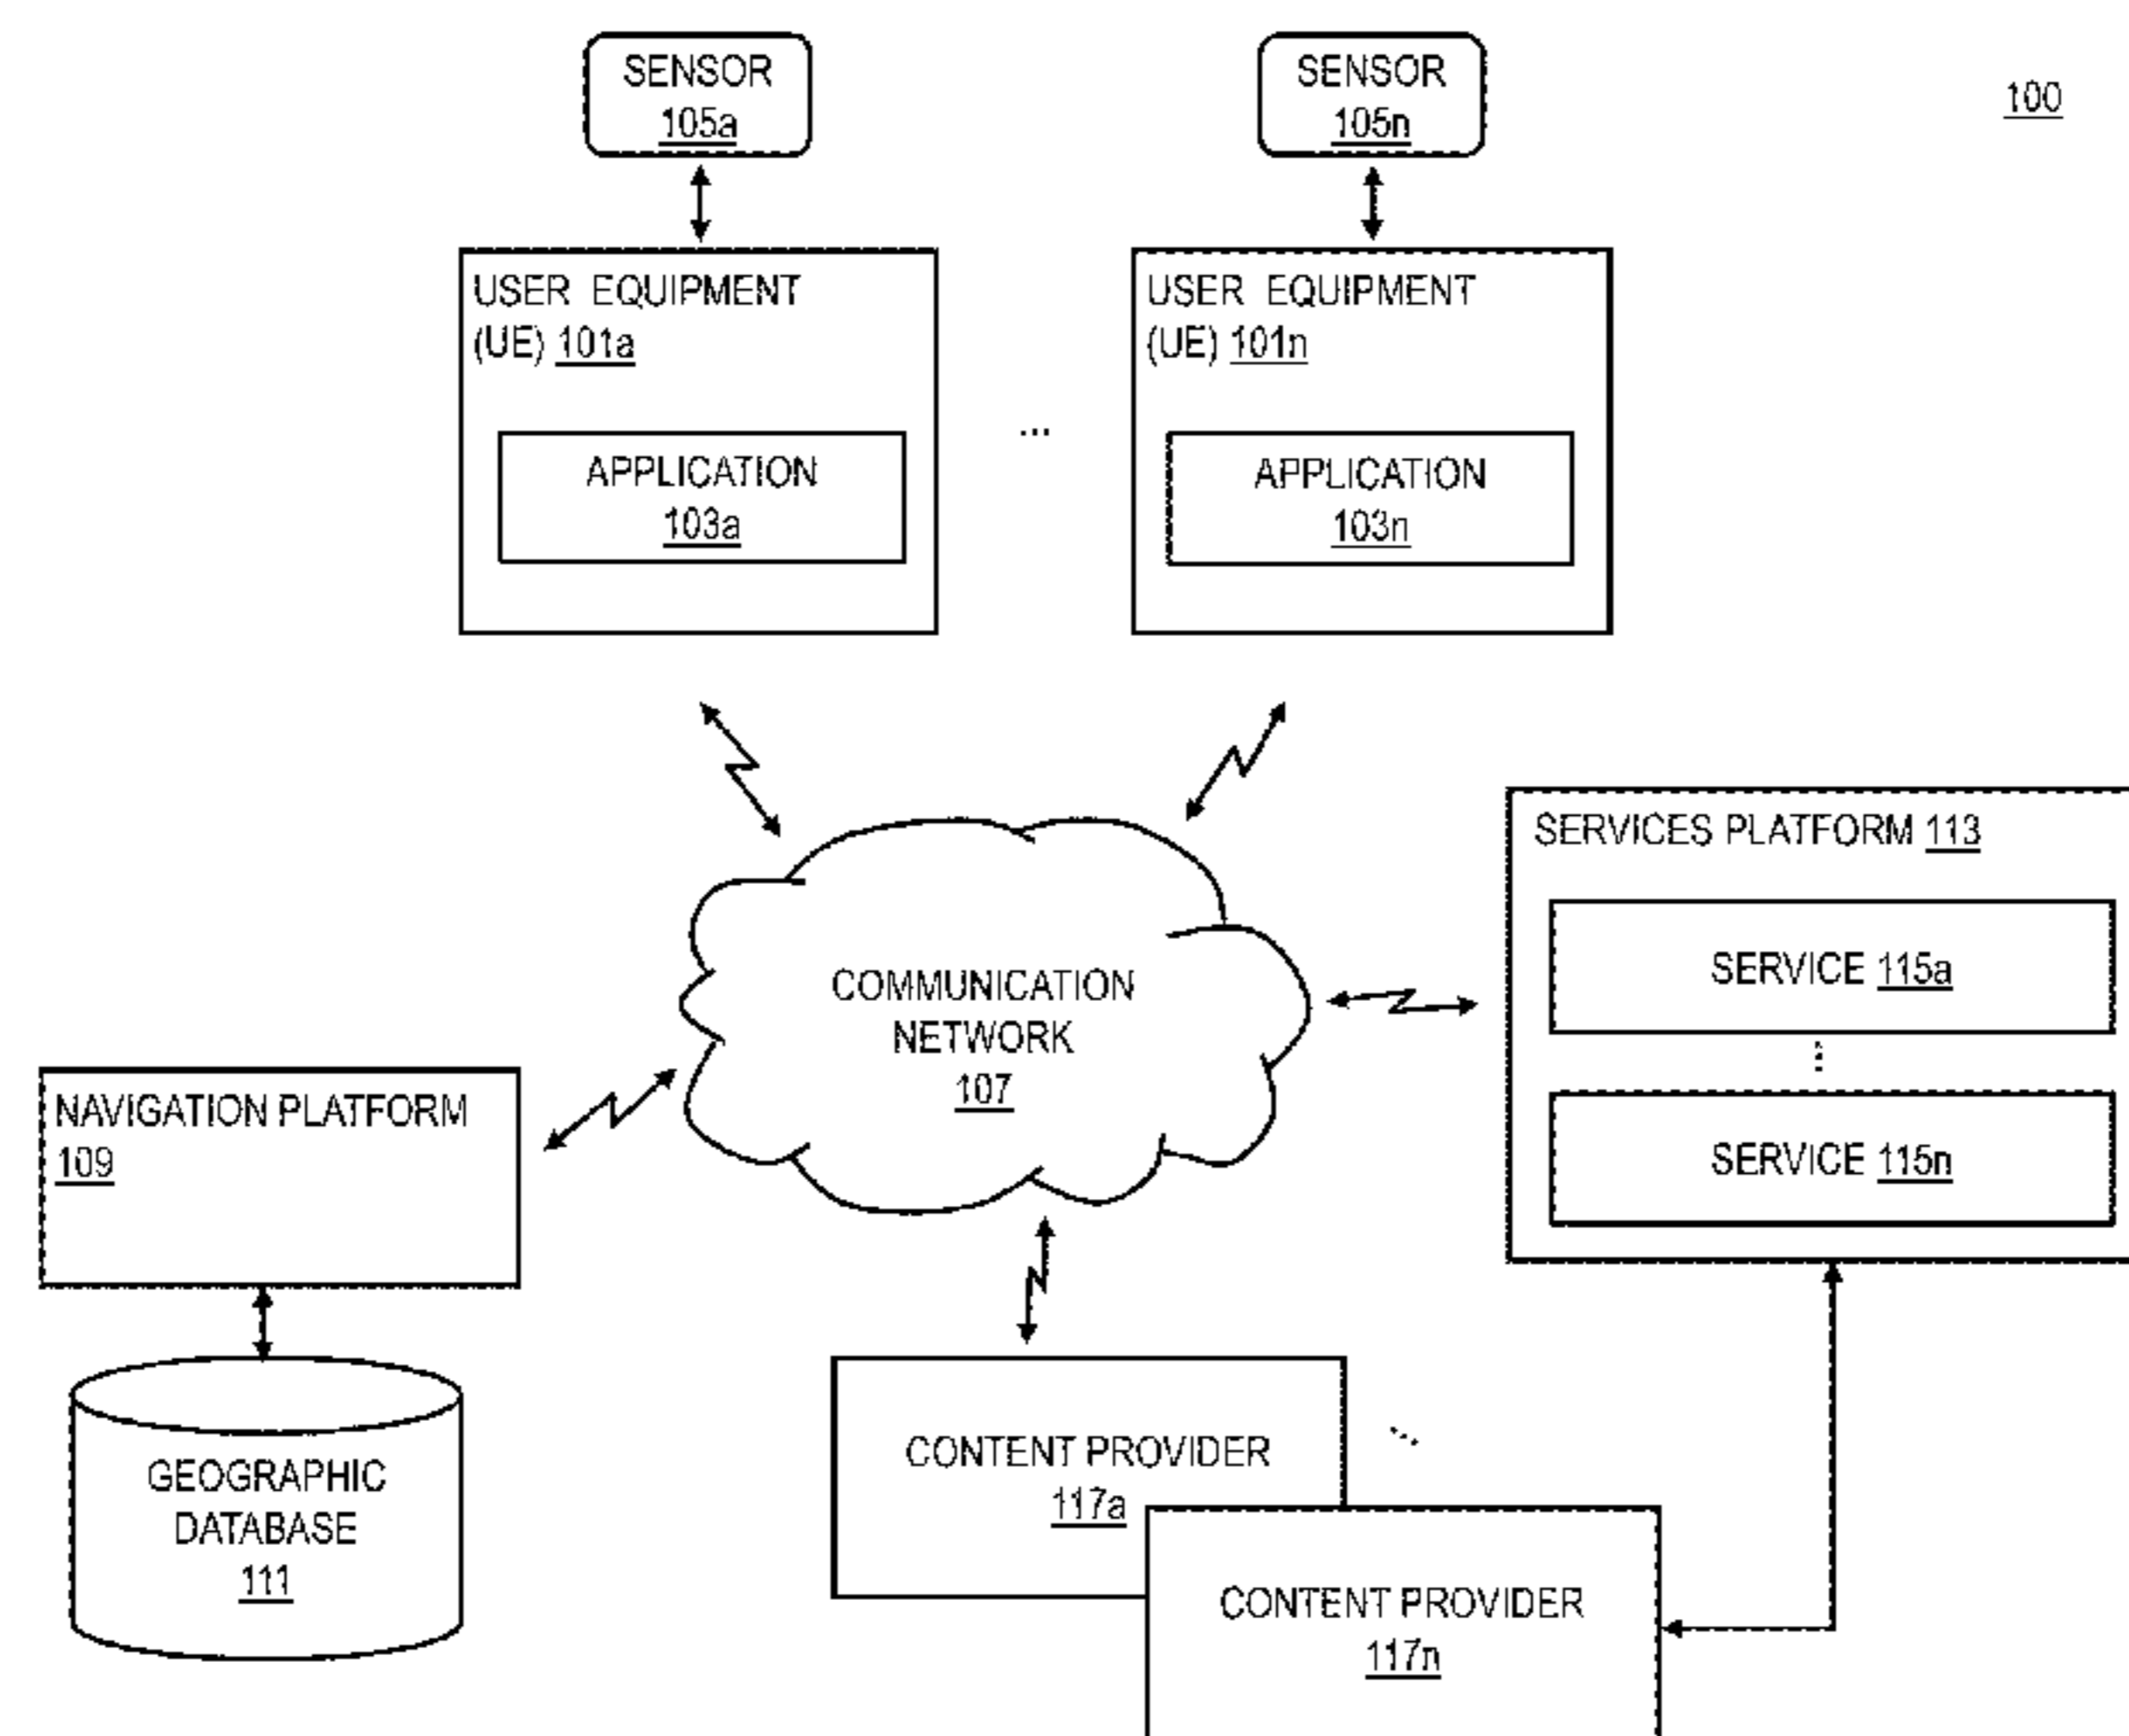 SENSOR
105a
SENSOR
105n
100
USER EQUIPMENT
(UE) 101a
USER EQUIPMENT
(UE) 101n
...
APPLICATION
103a
APPLICATION
103n
SERVICES PLATFORM 113
SERVICE 115a
...
SERVICE 115n
COMMUNICATION
NETWORK
107
NAVIGATION PLATFORM
109
GEOGRAPHIC
DATABASE
111
CONTENT PROVIDER
117a
...
CONTENT PROVIDER
117n